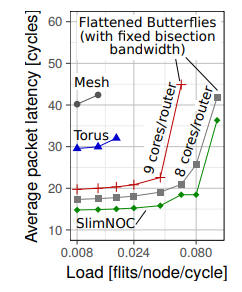 Flattened Butterflies
(with fixed bisection
bandwidth)
60
50
40
30
20
10
Average packet latency [cycles]
Mesh
Torus
9 cores/router
8 cores/router
SlimNOC
0.008
0.024
0.080
Load [flits/node/cycle]